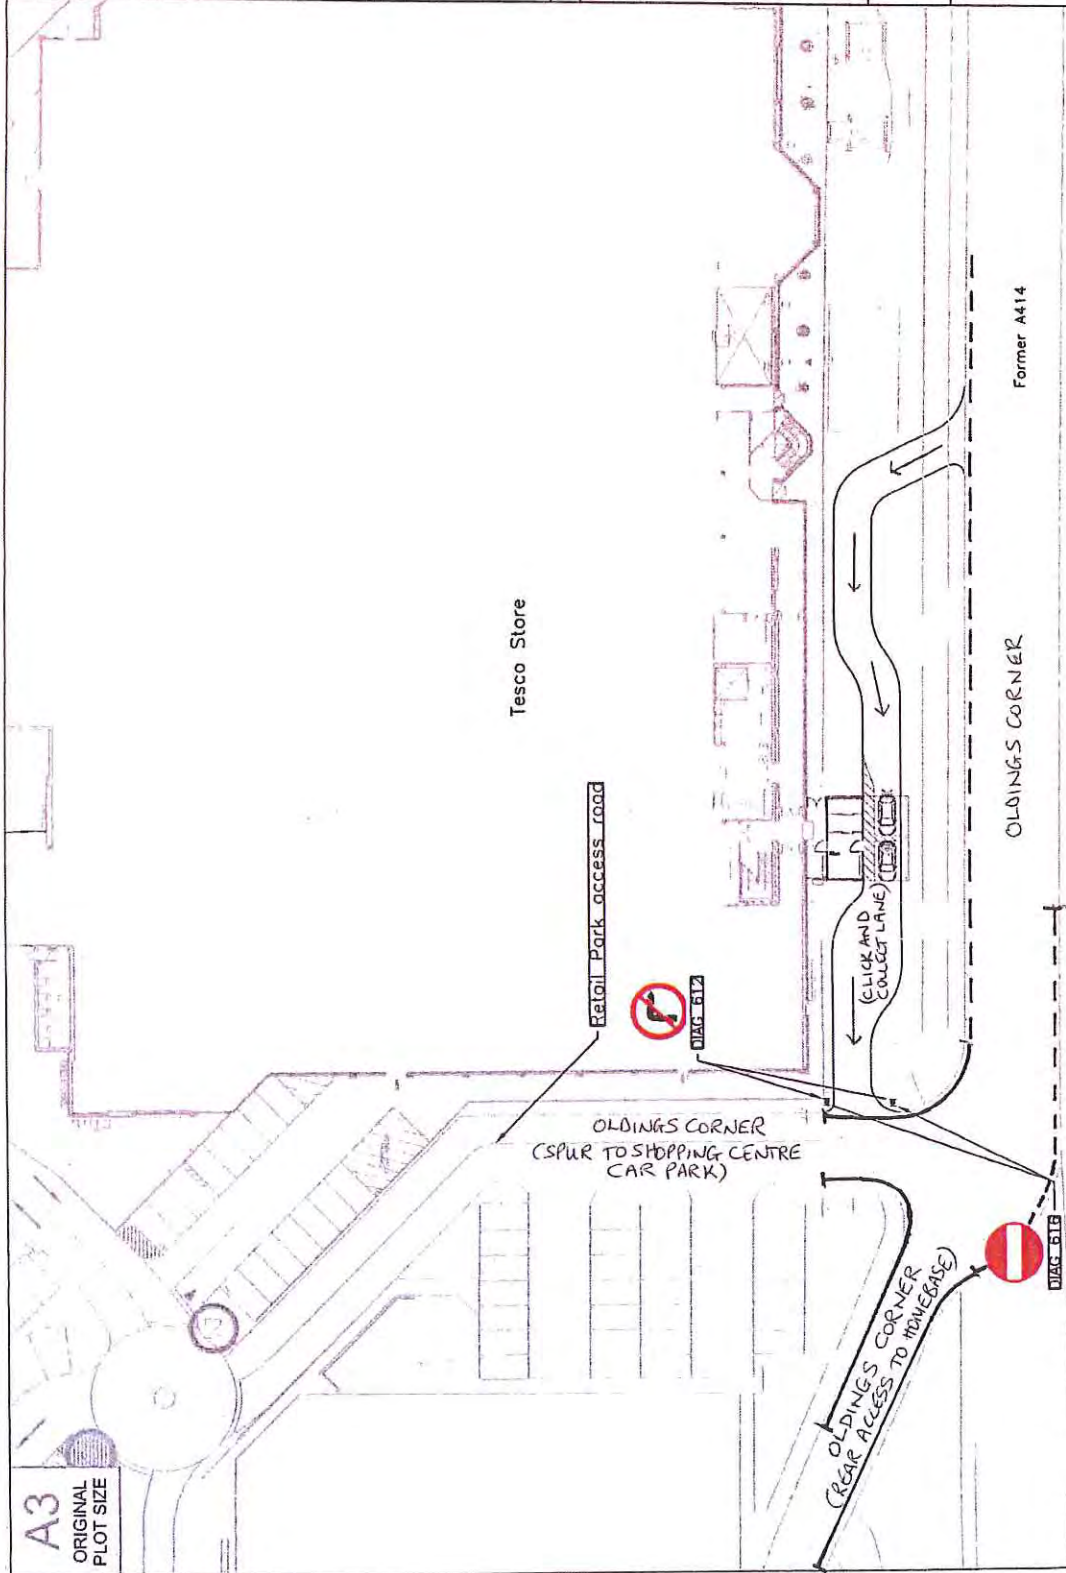 A3
ORIGINAL
PLOT SIZE
Tesco Store
Retail Park access road
DIAG 612
OLDINGS CORNER
(SPUR TO SHOPPING CENTRE
CAR PARK)
(CLICK AND
COLLECT LANE)
Former A414
OLDINGS CORNER
OLDINGS CORNER
(REAR ACCESS TO HOMEBASE)
DIAG 616